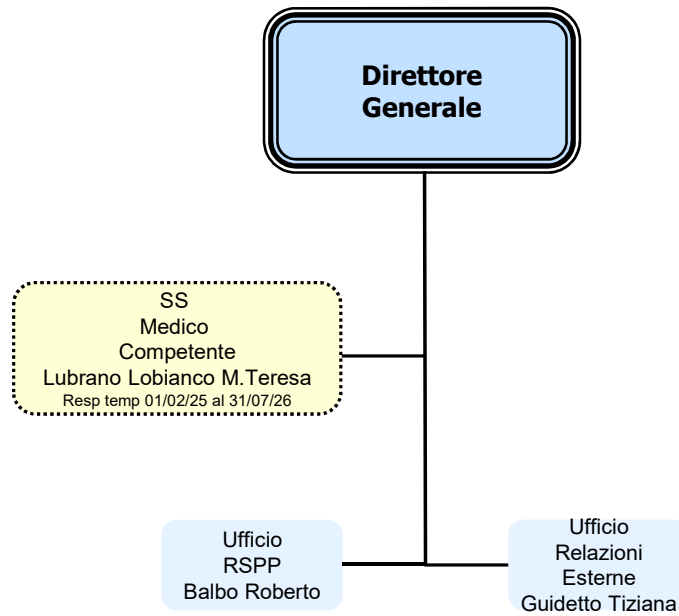 Direttore
Generale
SS
Medico
Competente
Lubrano Lobianco M.Teresa
Resp temp 01/02/25 al 31/07/26
Ufficio
RSPP
Balbo Roberto
Ufficio
Relazioni
Esterne
Guidetto Tiziana